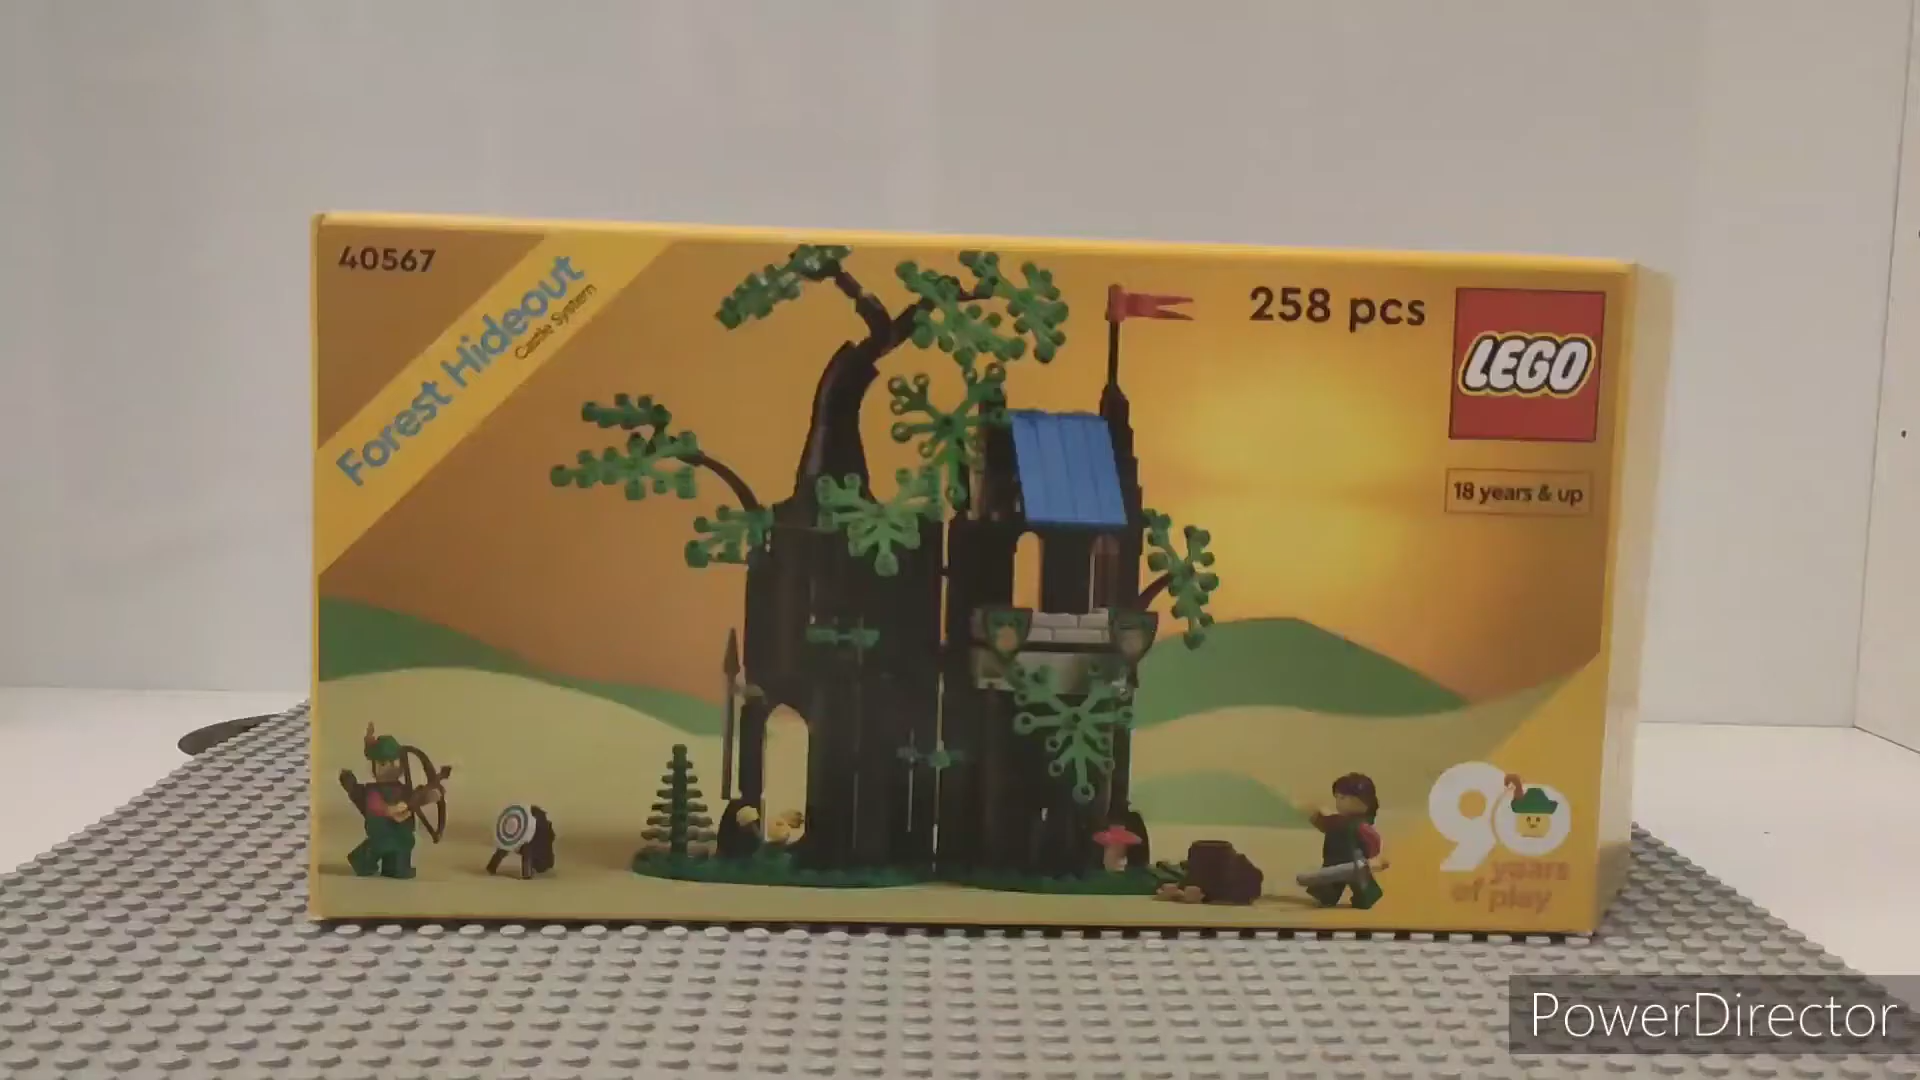 40567
Forest Hideout
Castle System
258 pcs
LEGO
18 years & up
90
years
of play
PowerDirector